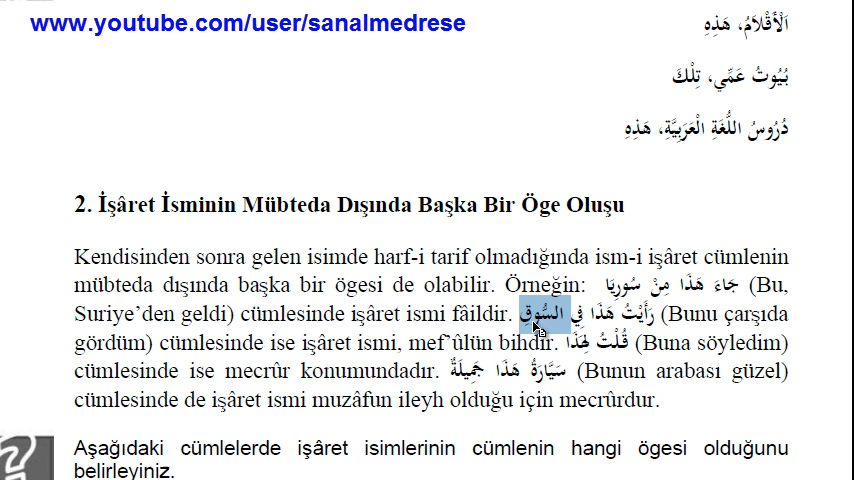 www.youtube.com/user/sanalmedrese
اَلْأَقْلاَمُ، هَذِهِ
بُيُوتُ عَمِّي، تِلْكَ
دُرُوسُ اللُّغَةِ الْعَرَبِيَّةِ، هَذِهِ
2. İşâret İsminin Mübteda Dışında Başka Bir Öge Oluşu
Kendisinden sonra gelen isimde harf-i tarif olmadığında ism-i işâret cümlenin
mübteda dışında başka bir ögesi de olabilir. Örneğin: جَاءَ هَذَا مِنْ سُورِيَا (Bu,
Suriye’den geldi) cümlesinde işâret ismi fâildir. رَأَيْتُ هَذَا فِي السُّوقِ (Bunu çarşıda
gördüm) cümlesinde ise işâret ismi, mef’ûlün bihdir. قُلْتُ لِهَذَا (Buna söyledim)
cümlesinde ise mecrûr konumundadır. سَيَّارَةُ هَذَا جَمِيلَةٌ (Bunun arabası güzel)
cümlesinde de işâret ismi muzâfun ileyh olduğu için mecrûrdur.
Aşağıdaki cümlelerde işâret isimlerinin cümlenin hangi ögesi olduğunu
belirleyiniz.